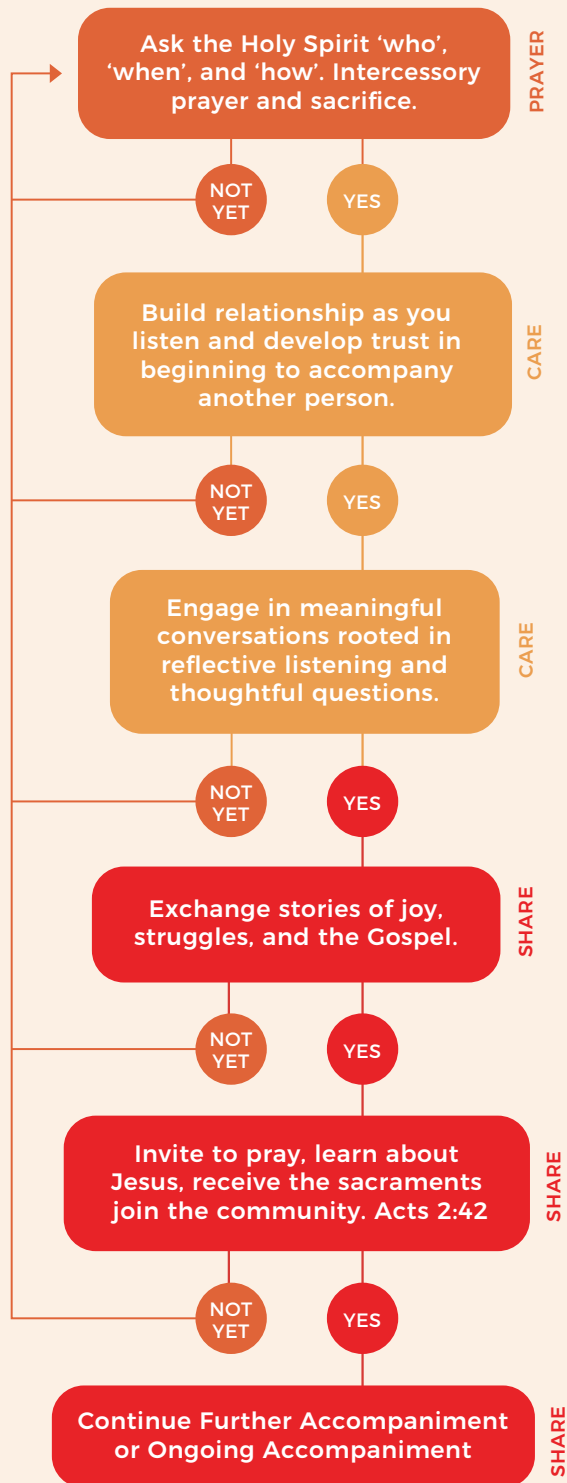 Ask the Holy Spirit ‘who’,
‘when’, and ‘how’. Intercessory
prayer and sacrifice.
PRAYER
NOT
YET
YES
Build relationship as you
listen and develop trust in
beginning to accompany
another person.
CARE
NOT
YET
YES
Engage in meaningful
conversations rooted in
reflective listening and
thoughtful questions.
CARE
NOT
YET
YES
Exchange stories of joy,
struggles, and the Gospel.
SHARE
NOT
YET
YES
Invite to pray, learn about
Jesus, receive the sacraments
join the community. Acts 2:42
SHARE
NOT
YET
YES
Continue Further Accompaniment
or Ongoing Accompaniment
SHARE